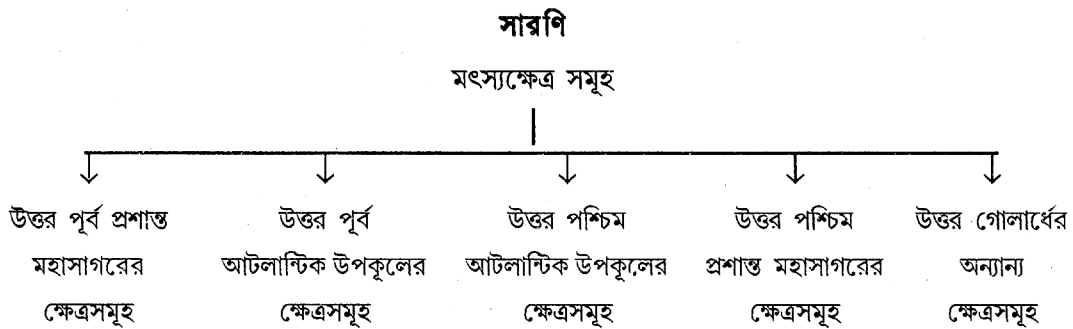 সারণি
মৎস্যক্ষেত্র সমূহ
উত্তর পূর্ব প্রশান্ত
মহাসাগরের
ক্ষেত্রসমূহ
উত্তর পূর্ব
আটলান্টিক উপকূলের
ক্ষেত্রসমূহ
উত্তর পশ্চিম
আটলান্টিক উপকূলের
ক্ষেত্রসমূহ
উত্তর পশ্চিম
প্রশান্ত মহাসাগরের
ক্ষেত্রসমূহ
উত্তর গোলার্ধের
অন্যান্য
ক্ষেত্রসমূহ